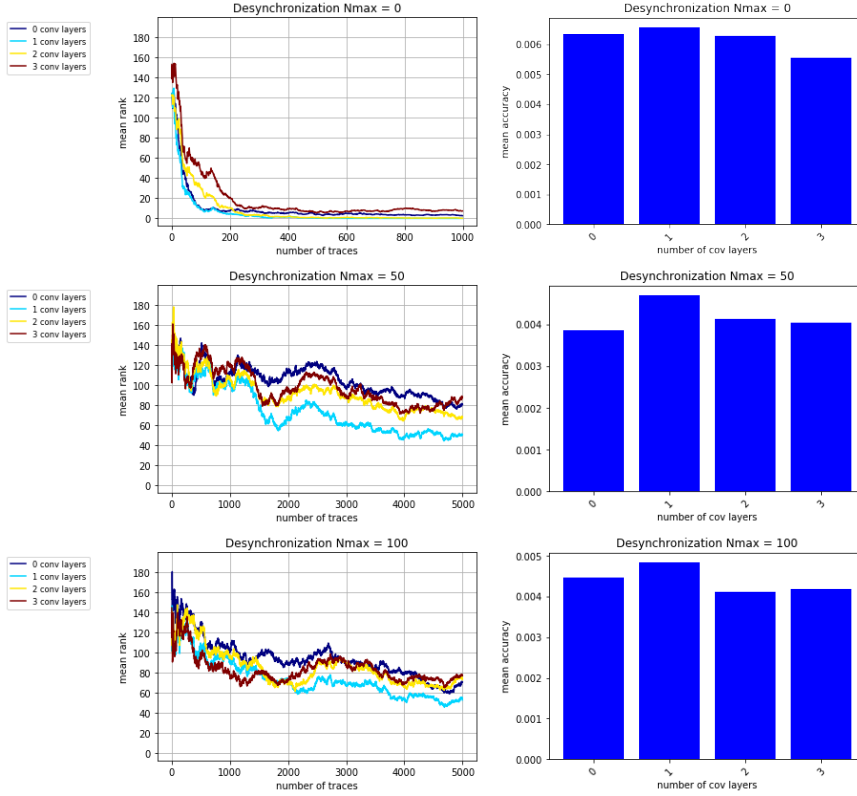 Desynchronization Nmax = 0
0 conv layers
1 conv layers
2 conv layers
3 conv layers
mean rank
180
160
140
120
100
80
60
40
20
0
0 200 400 600 800 1000
number of traces
Desynchronization Nmax = 0
mean accuracy
0.006
0.005
0.004
0.003
0.002
0.001
0.000
0 1 2 3
number of cov layers
Desynchronization Nmax = 50
0 conv layers
1 conv layers
2 conv layers
3 conv layers
mean rank
180
160
140
120
100
80
60
40
20
0
0 1000 2000 3000 4000 5000
number of traces
Desynchronization Nmax = 50
mean accuracy
0.004
0.003
0.002
0.001
0.000
0 1 2 3
number of cov layers
Desynchronization Nmax = 100
0 conv layers
1 conv layers
2 conv layers
3 conv layers
mean rank
180
160
140
120
100
80
60
40
20
0
0 1000 2000 3000 4000 5000
number of traces
Desynchronization Nmax = 100
mean accuracy
0.005
0.004
0.003
0.002
0.001
0.000
0 1 2 3
number of cov layers